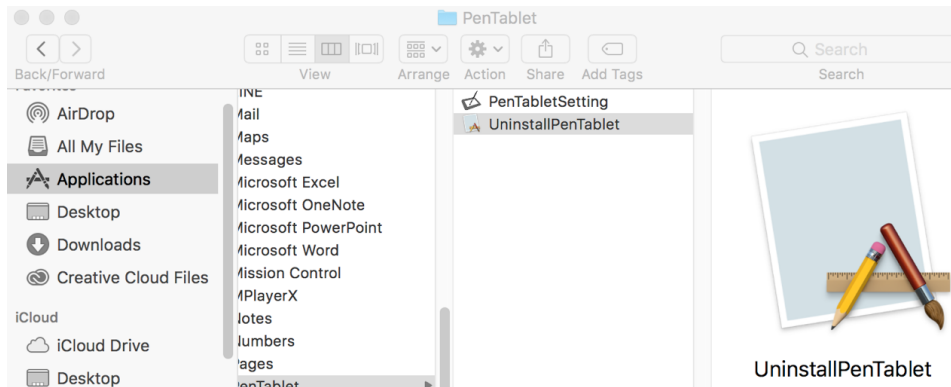 PenTablet
Back/Forward
View
Arrange
Action
Share
Add Tags
Search
Search
AirDrop
All My Files
Applications
Desktop
Downloads
Creative Cloud Files
iCloud
iCloud Drive
Desktop
Mail
Maps
Messages
Microsoft Excel
Microsoft OneNote
Microsoft PowerPoint
Microsoft Word
Mission Control
MPlayerX
Notes
Numbers
Pages
PenTablet
PenTabletSetting
UninstallPenTablet
UninstallPenTablet